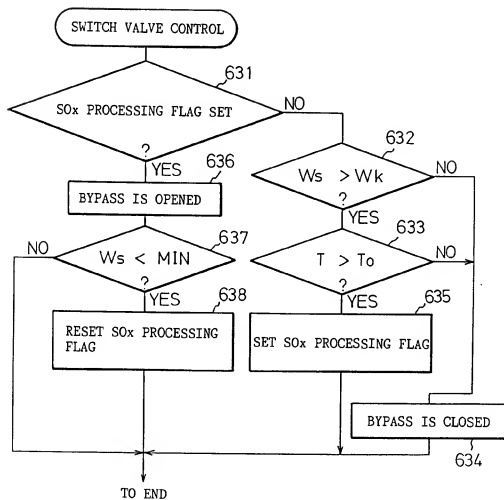 SWITCH VALVE CONTROL
631
SOx PROCESSING FLAG SET
?
NO
YES
632
Ws > Wk
?
NO
YES
636
BYPASS IS OPENED
633
T > To
?
NO
YES
637
NO
Ws < MIN
?
YES
638
RESET SOx PROCESSING
FLAG
635
SET SOx PROCESSING FLAG
BYPASS IS CLOSED
634
TO END